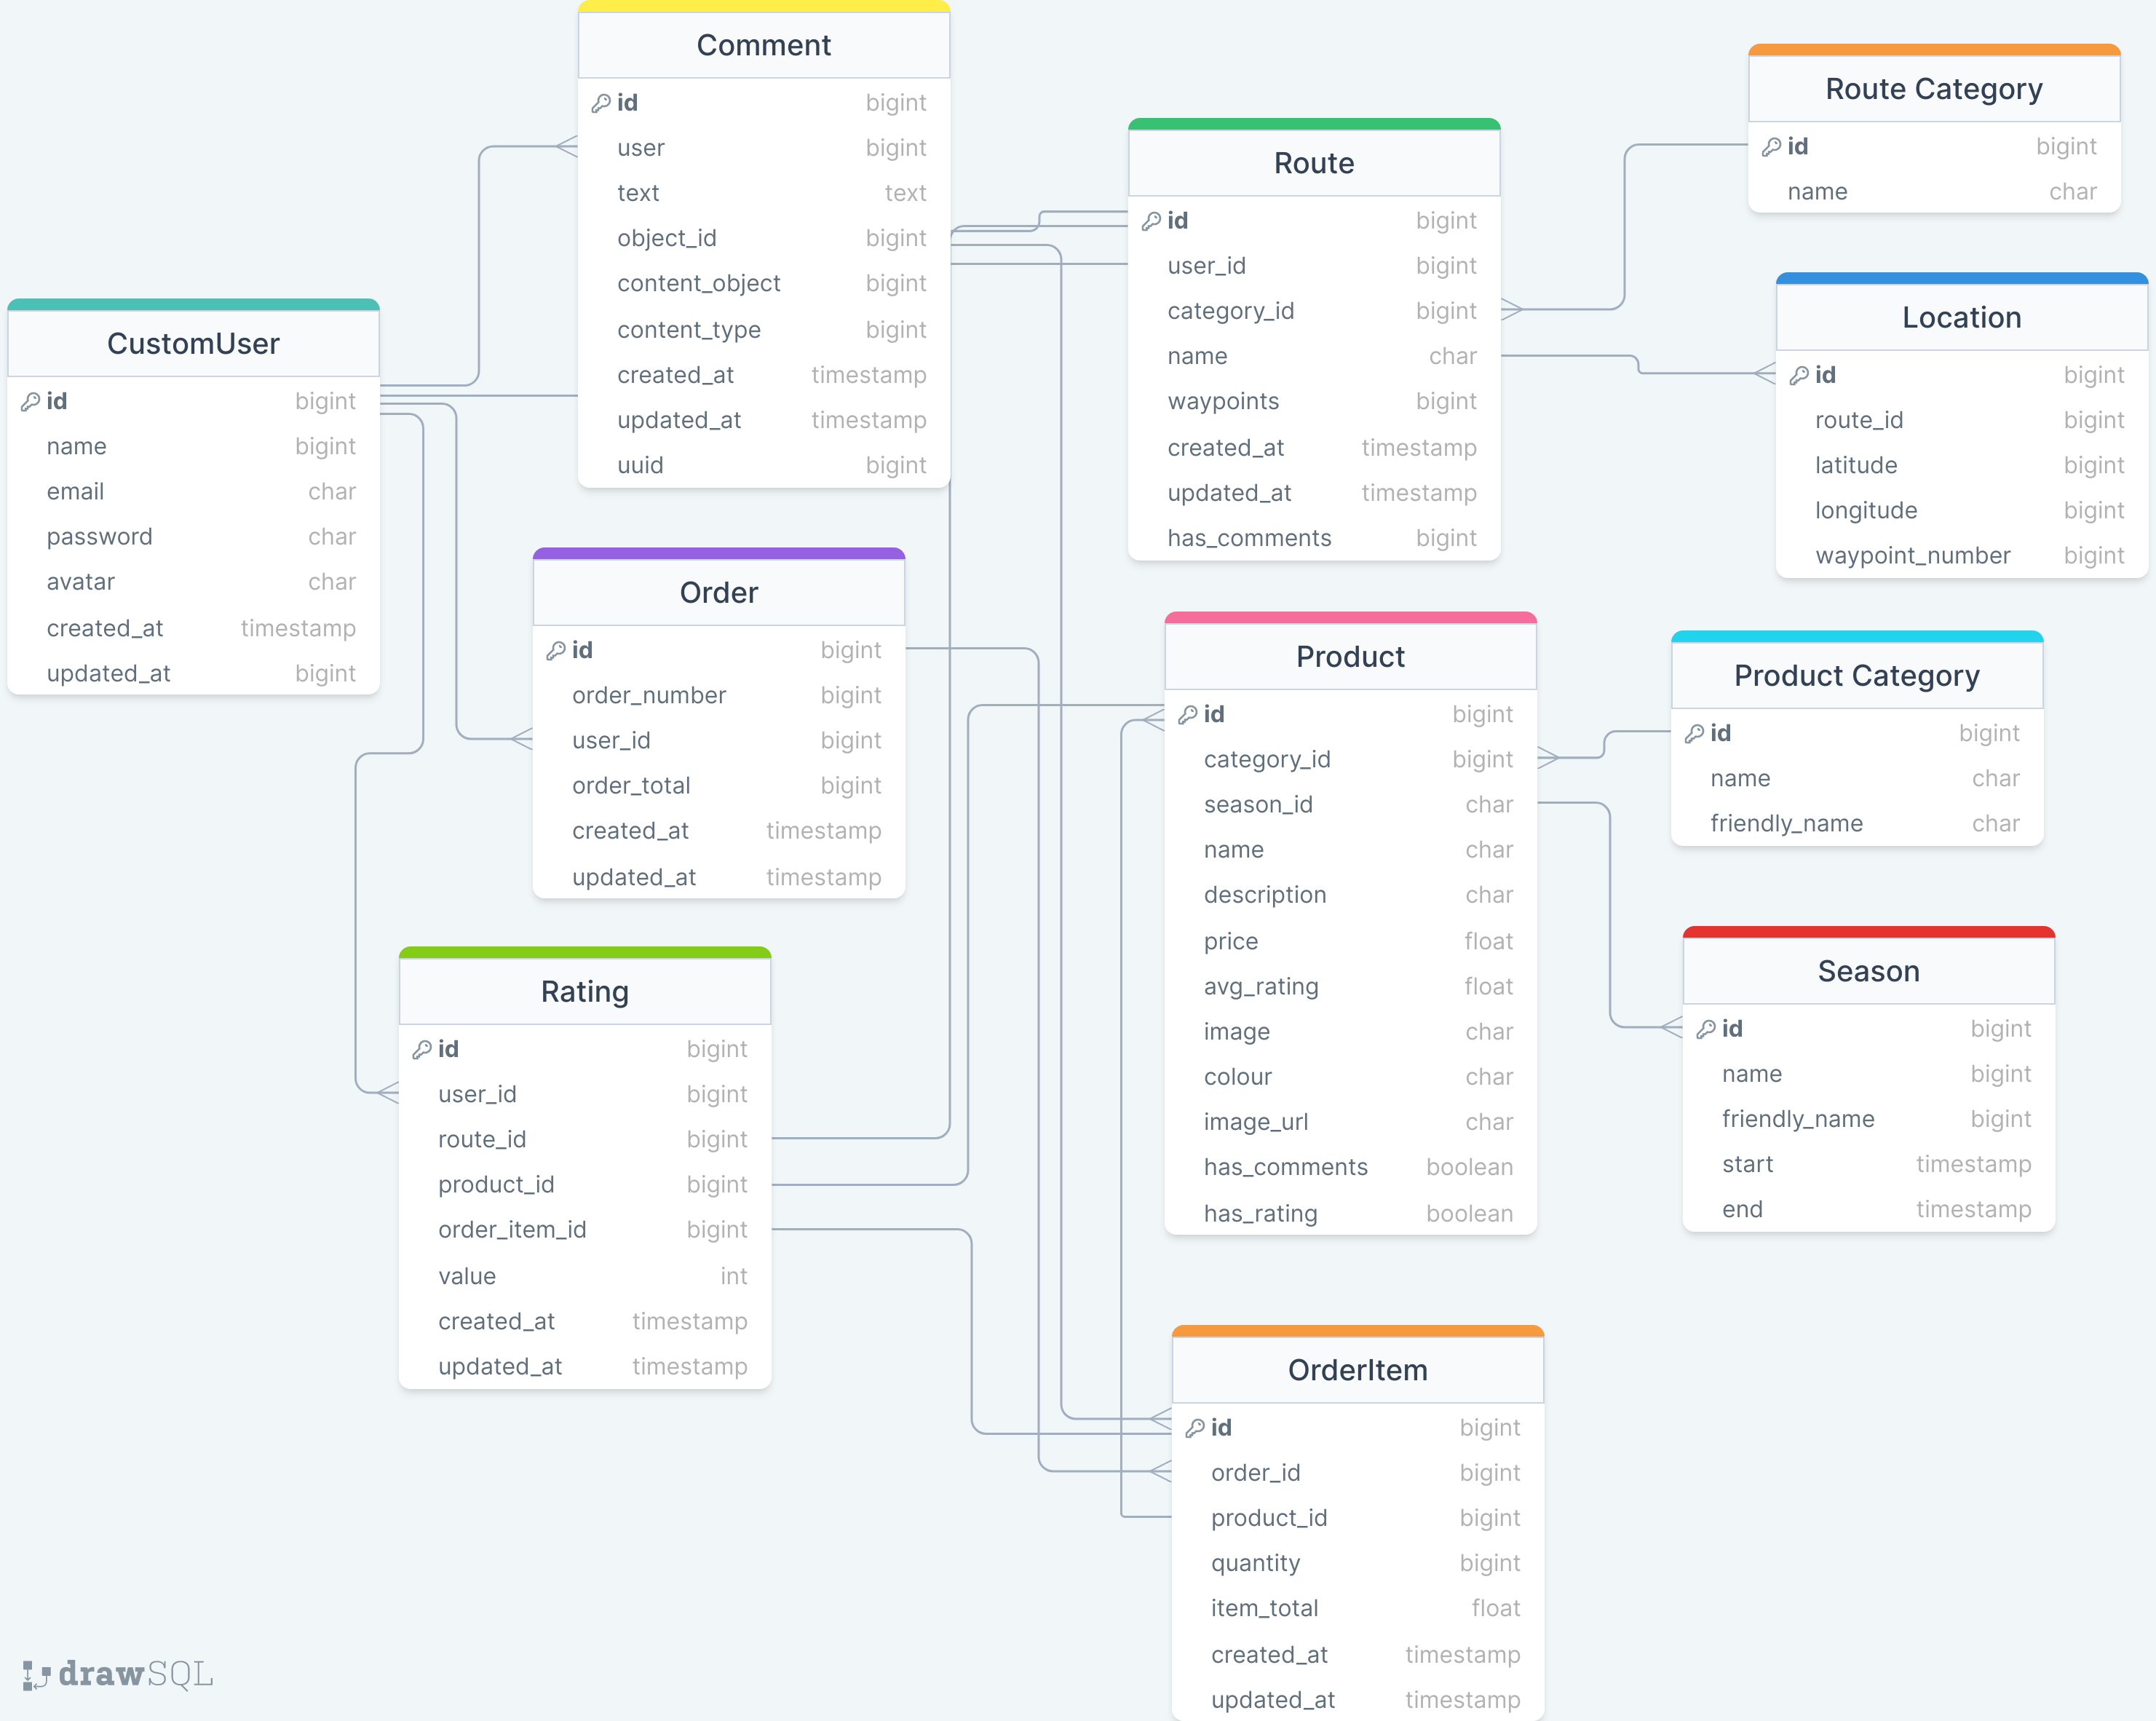 Comment
id bigint
user bigint
text text
object_id bigint
content_object bigint
content_type bigint
created_at timestamp
updated_at timestamp
uuid bigint
Route Category
id bigint
name char
Route
id bigint
user_id bigint
category_id bigint
name char
waypoints bigint
created_at timestamp
updated_at timestamp
has_comments bigint
Location
id bigint
route_id bigint
latitude bigint
longitude bigint
waypoint_number bigint
CustomUser
id bigint
name bigint
email char
password char
avatar char
created_at timestamp
updated_at bigint
Order
id bigint
order_number bigint
user_id bigint
order_total bigint
created_at timestamp
updated_at timestamp
Product
id bigint
category_id bigint
season_id char
name char
description char
price float
avg_rating float
image char
colour char
image_url char
has_comments boolean
has_rating boolean
Product Category
id bigint
name char
friendly_name char
Season
id bigint
name bigint
friendly_name bigint
start timestamp
end timestamp
Rating
id bigint
user_id bigint
route_id bigint
product_id bigint
order_item_id bigint
value int
created_at timestamp
updated_at timestamp
OrderItem
id bigint
order_id bigint
product_id bigint
quantity bigint
item_total float
created_at timestamp
updated_at timestamp
drawSQL